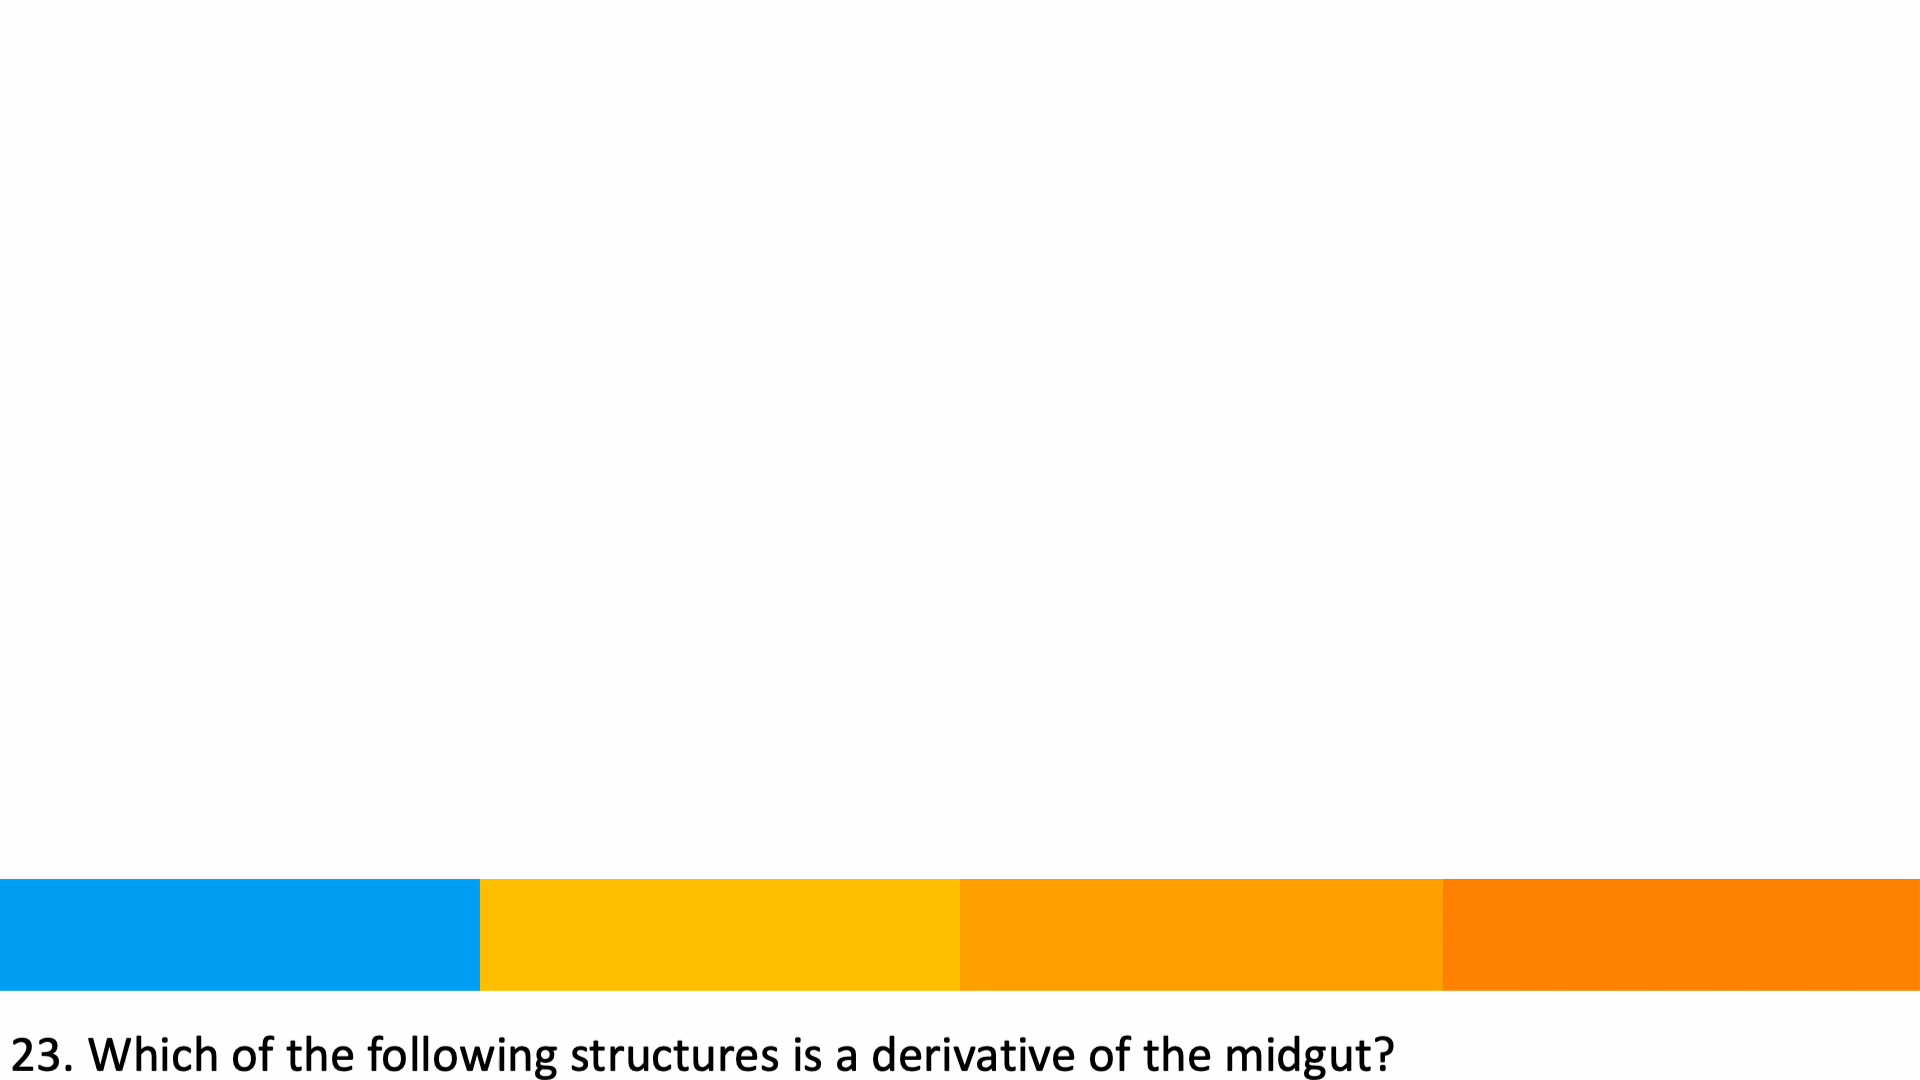 23. Which of the following structures is a derivative of the midgut?